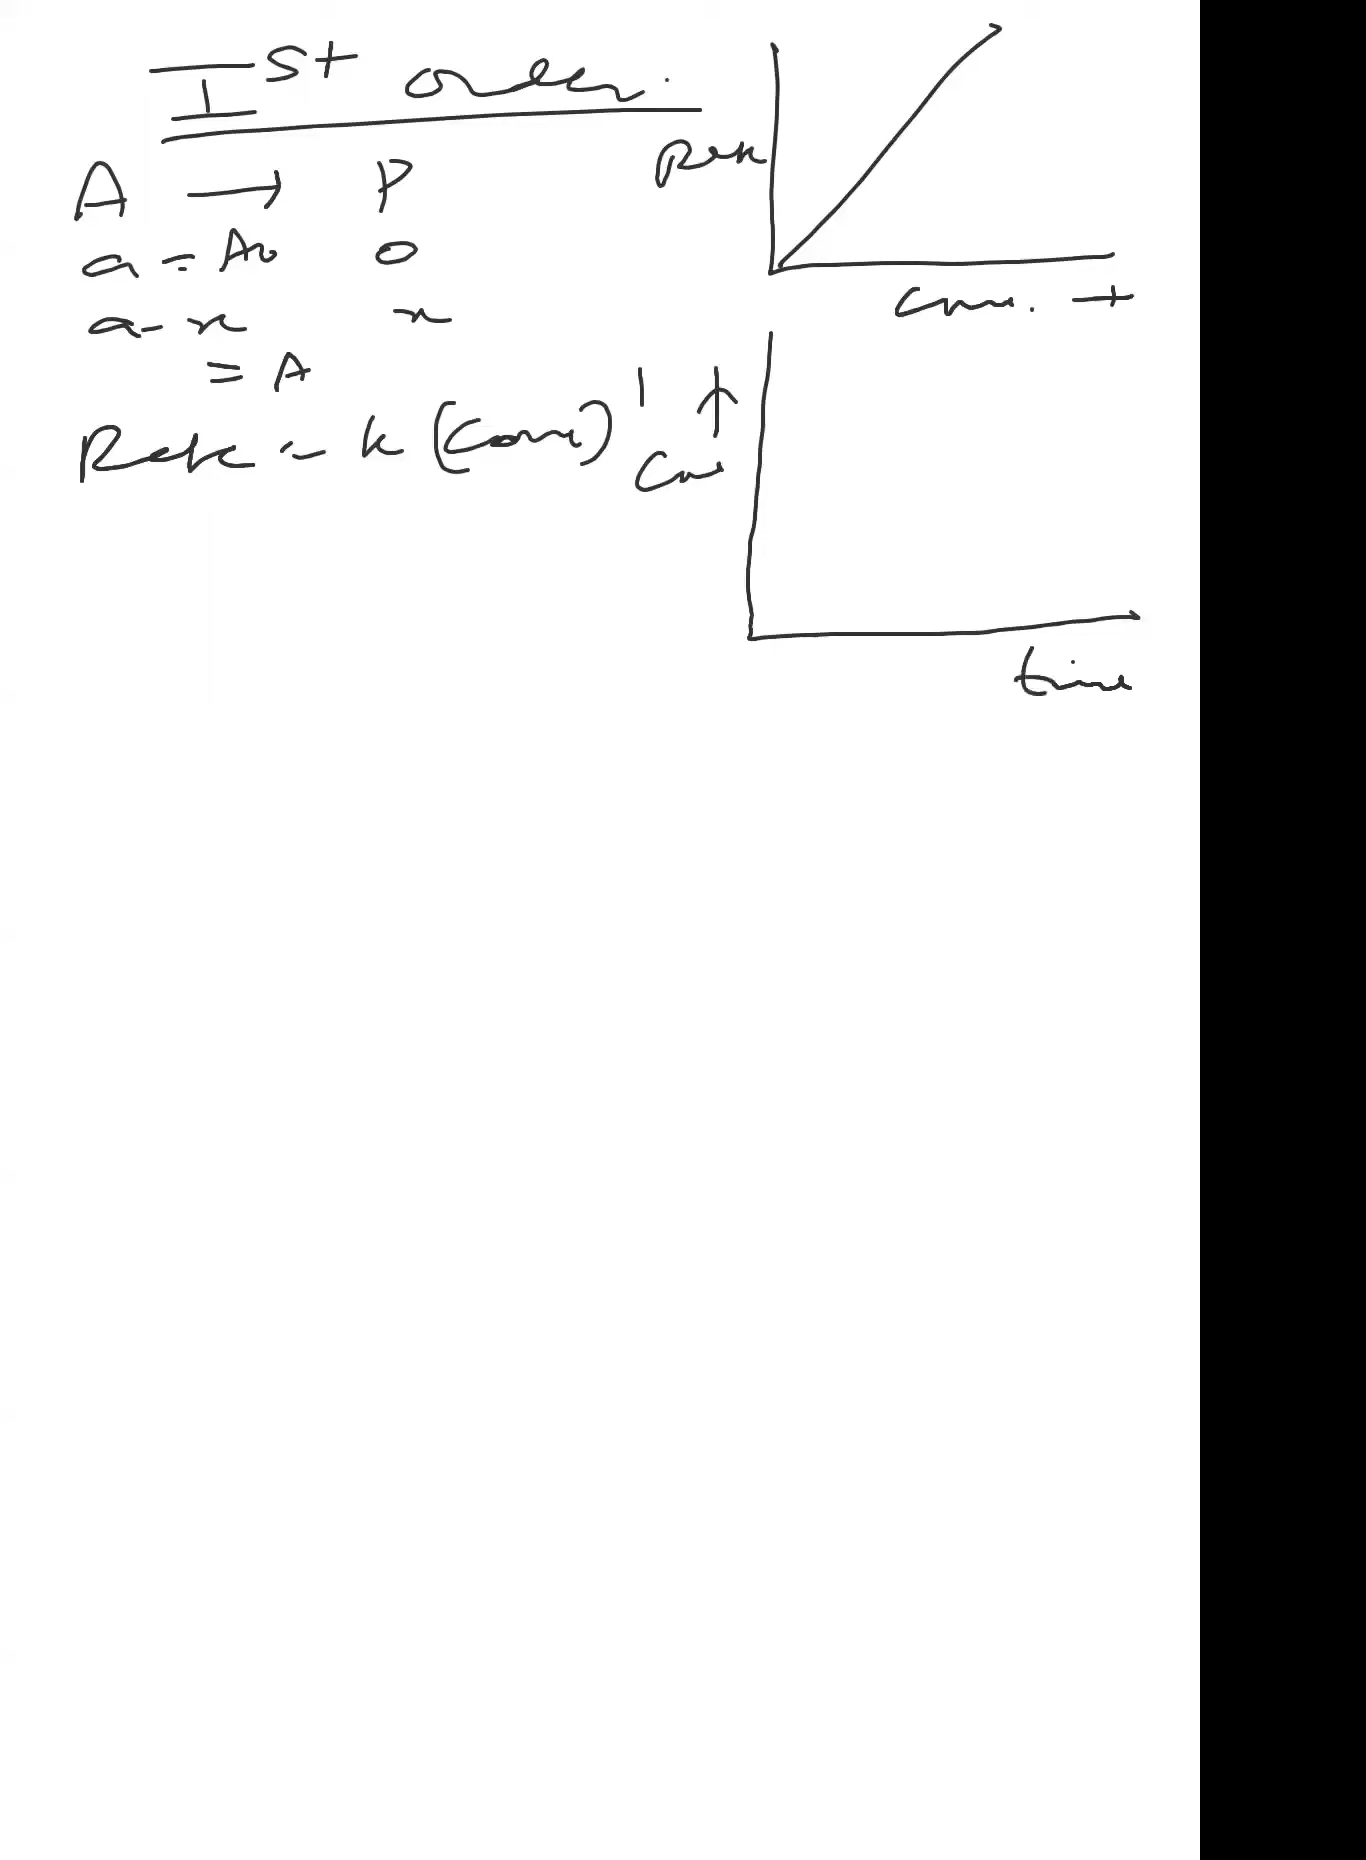 Ist order.
A → P
a = A₀ 0
a - x x
= A
Rate = k (Conc)¹
Rate
Conc. →
Conc ↑
time